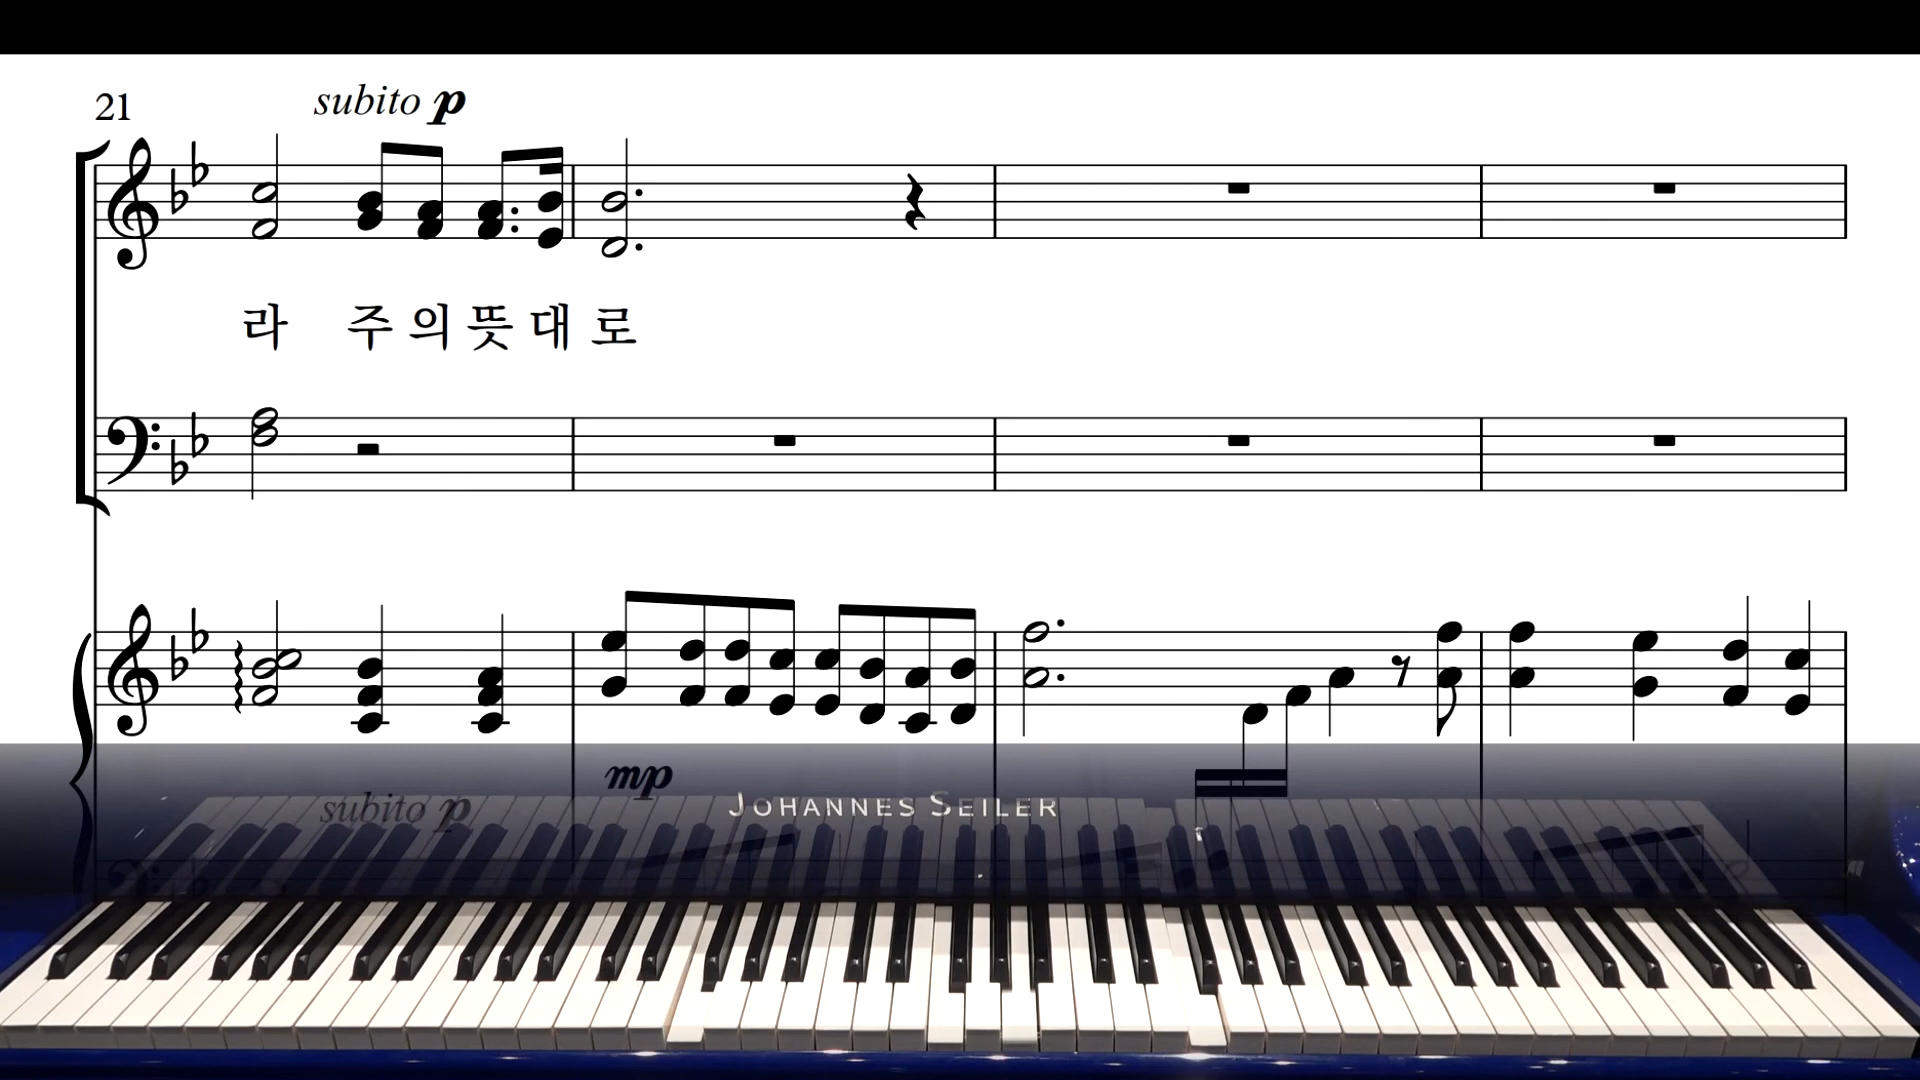 21
subito p
라 주의뜻대로
mp
subito p
JOHANNES SEILER